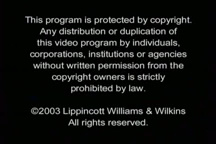 This program is protected by copyright.
Any distribution or duplication of
this video program by individuals,
corporations, institutions or agencies
without written permission from the
copyright owners is strictly
prohibited by law.
©2003 Lippincott Williams & Wilkins
All rights reserved.